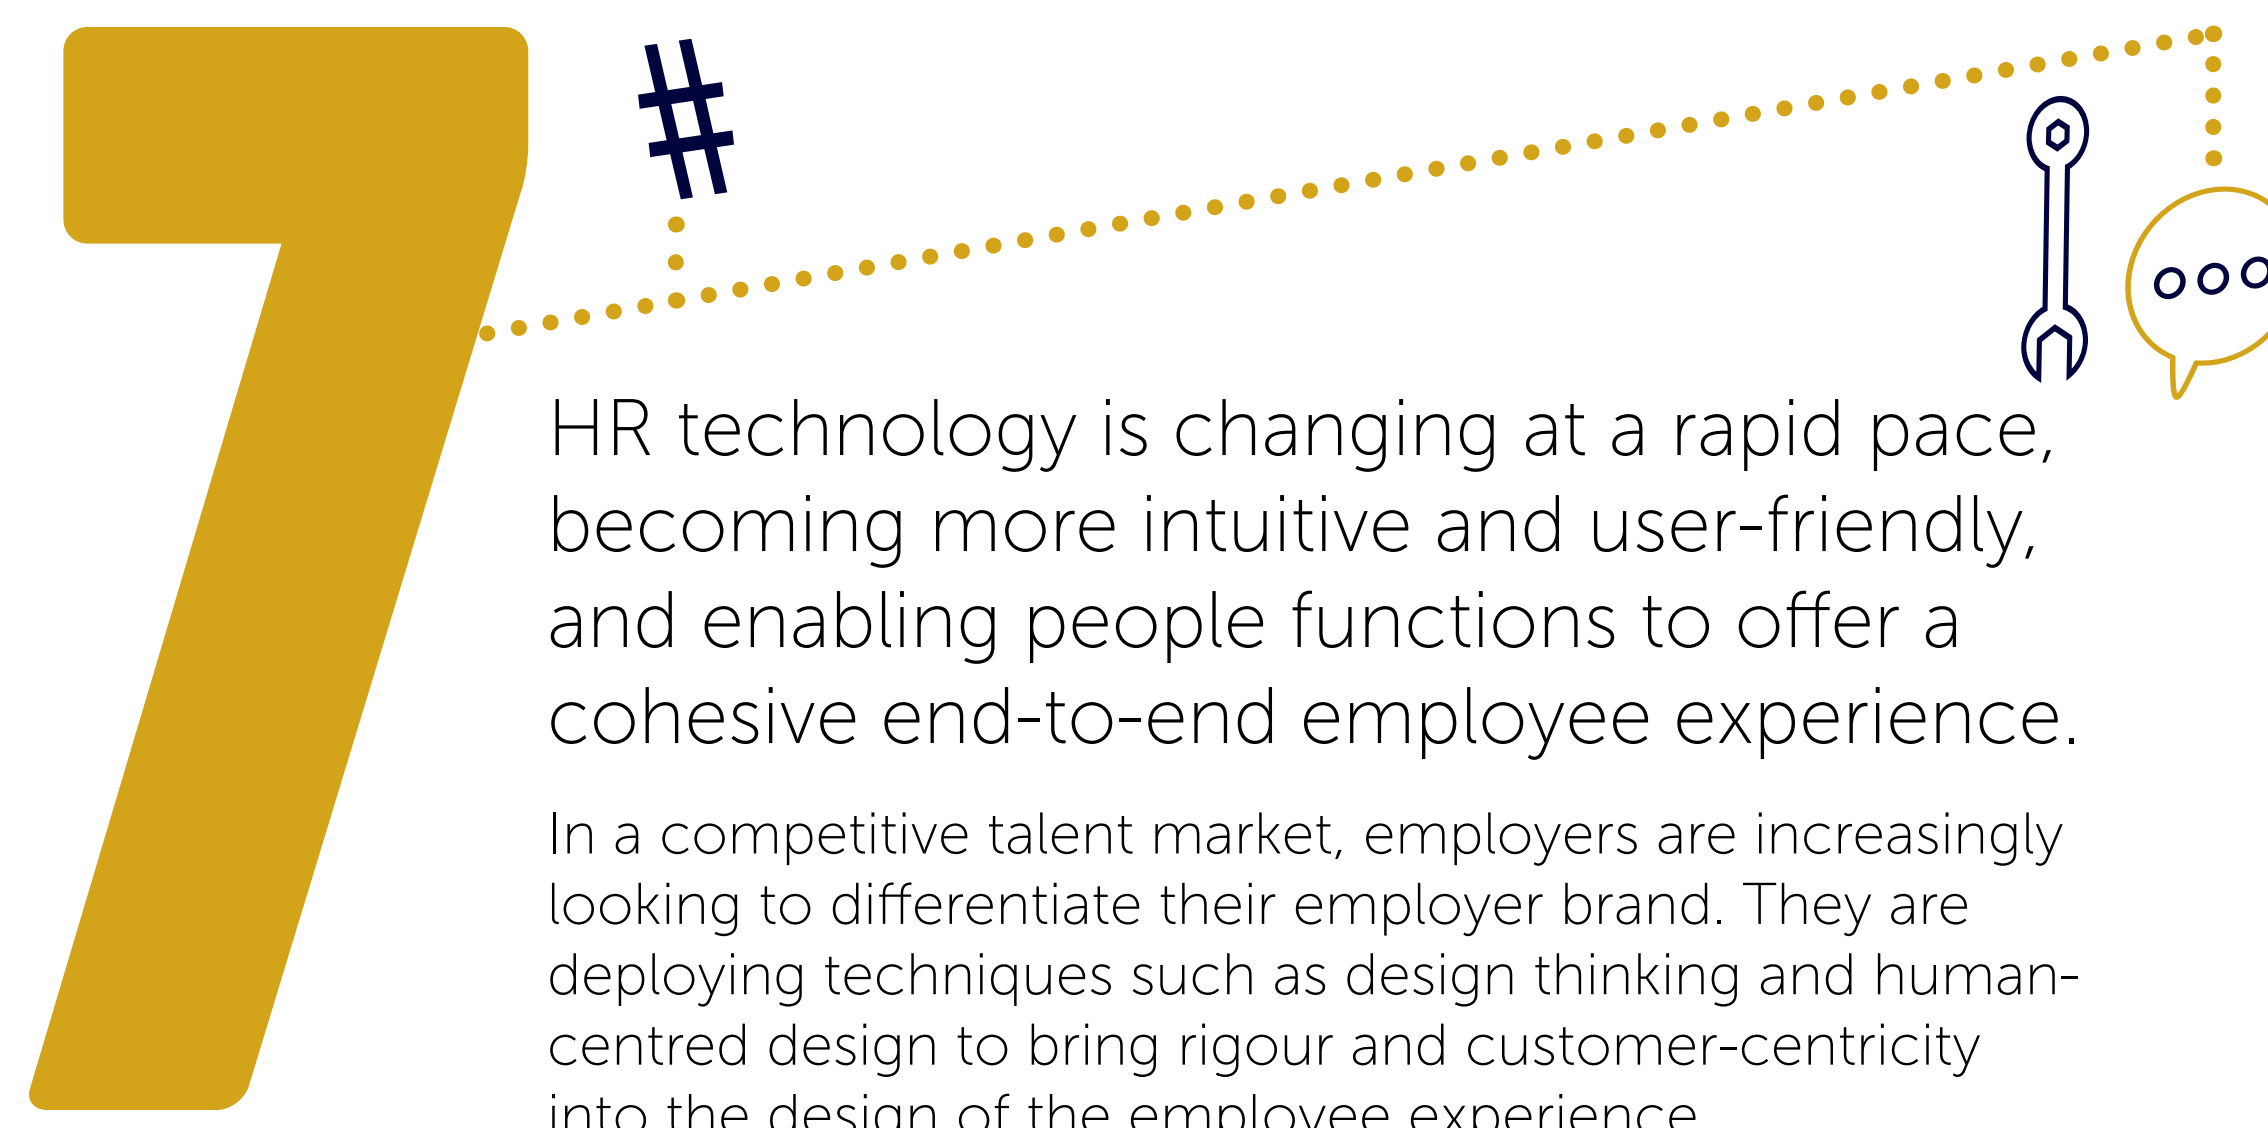 7
#
HR technology is changing at a rapid pace,
becoming more intuitive and user-friendly,
and enabling people functions to offer a
cohesive end-to-end employee experience.
In a competitive talent market, employers are increasingly
looking to differentiate their employer brand. They are
deploying techniques such as design thinking and human-
centred design to bring rigour and customer-centricity
into the design of the employee experience